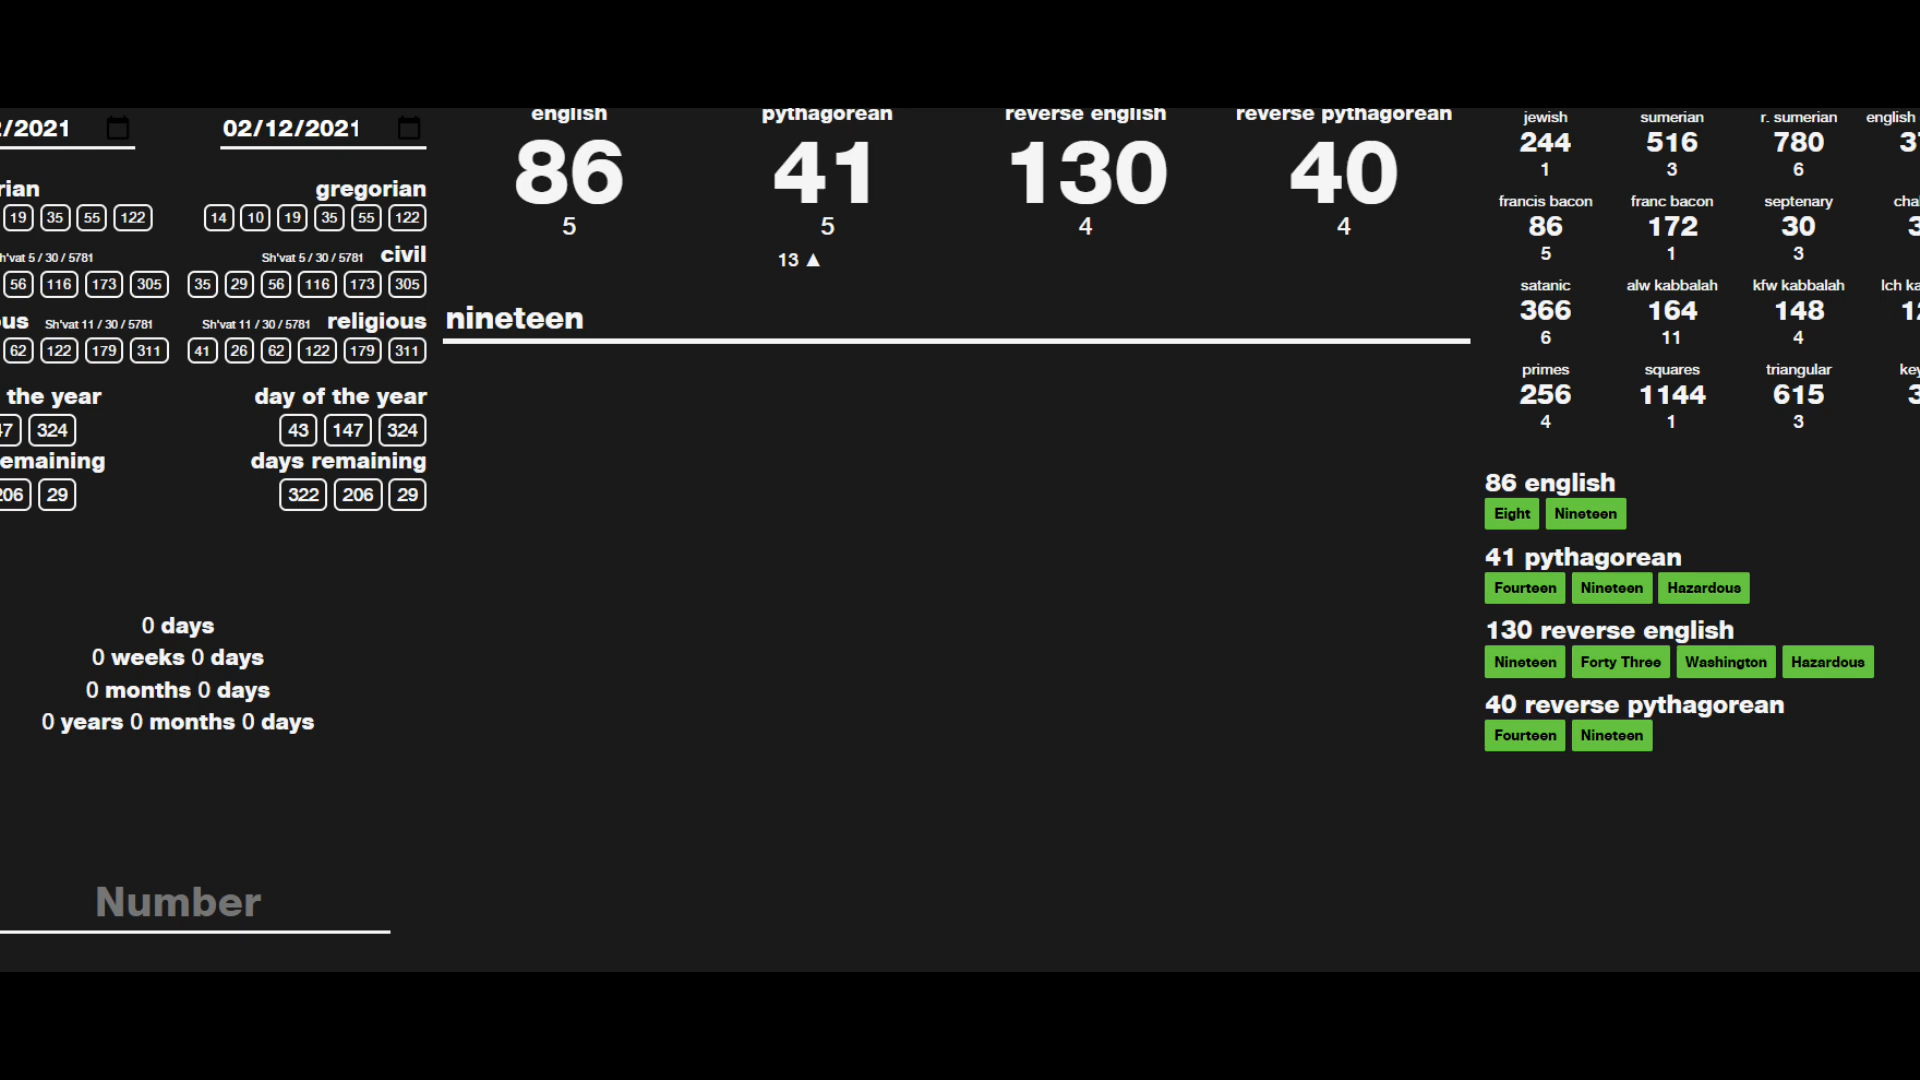 /2021 02/12/2021
rian gregorian
19 35 55 122 14 10 19 35 55 122
h'vat 5 / 30 / 5781 Sh'vat 5 / 30 / 5781 civil
56 116 173 305 35 29 56 116 173 305
us Sh'vat 11 / 30 / 5781 Sh'vat 11 / 30 / 5781 religious
62 122 179 311 41 26 62 122 179 311
the year day of the year
47 324 43 147 324
emaining days remaining
206 29 322 206 29
0 days
0 weeks 0 days
0 months 0 days
0 years 0 months 0 days
Number
english pythagorean reverse english reverse pythagorean
86 41 130 40
5 5 4 4
13 ▲
nineteen
jewish sumerian r. sumerian english
244 516 780
1 3 6
francis bacon franc bacon septenary
86 172 30
5 1 3
satanic alw kabbalah kfw kabbalah
366 164 148
6 11 4
primes squares triangular
256 1144 615
4 1 3
86 english
Eight Nineteen
41 pythagorean
Fourteen Nineteen Hazardous
130 reverse english
Nineteen Forty Three Washington Hazardous
40 reverse pythagorean
Fourteen Nineteen